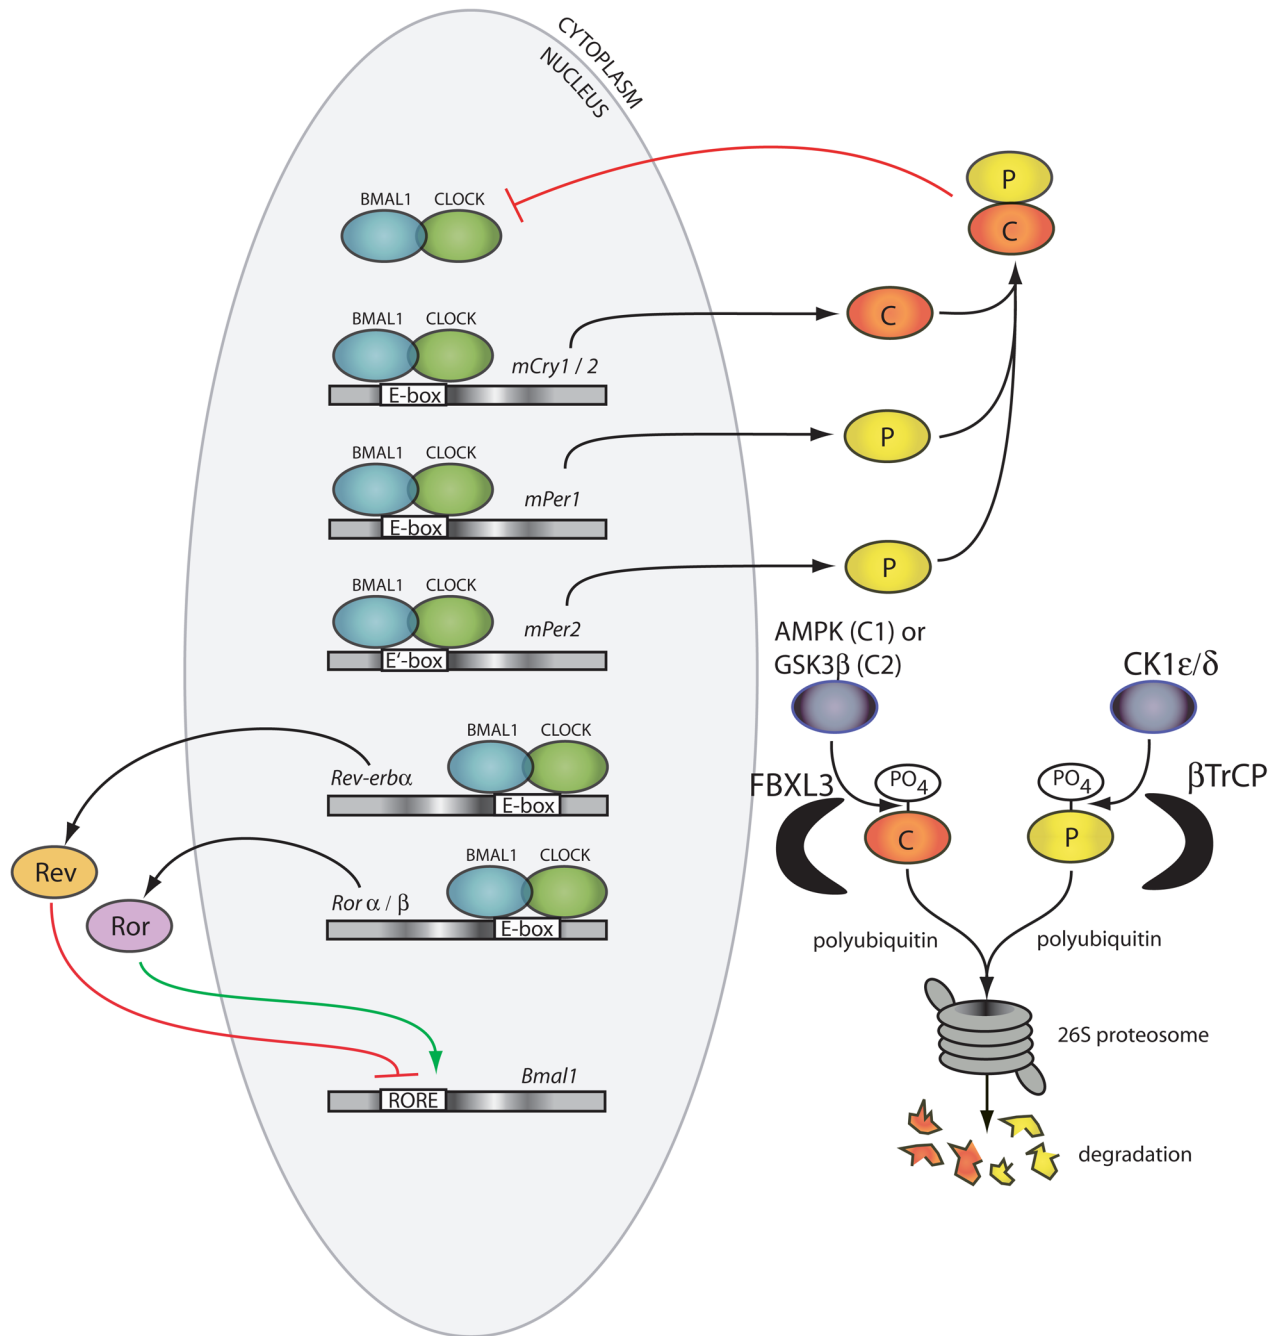 CYTOPLASM
NUCLEUS
P
C
BMAL1 CLOCK
BMAL1 CLOCK
mCry1 / 2
E-box
C
BMAL1 CLOCK
mPer1
E-box
P
BMAL1 CLOCK
mPer2
E'-box
P
AMPK (C1) or
GSK3β (C2)
CK1ε/δ
FBXL3
PO4
C
PO4
P
βTrCP
BMAL1 CLOCK
Rev-erbα
E-box
BMAL1 CLOCK
Ror α / β
E-box
Rev
Ror
polyubiquitin
polyubiquitin
26S proteosome
Bmal1
RORE
degradation